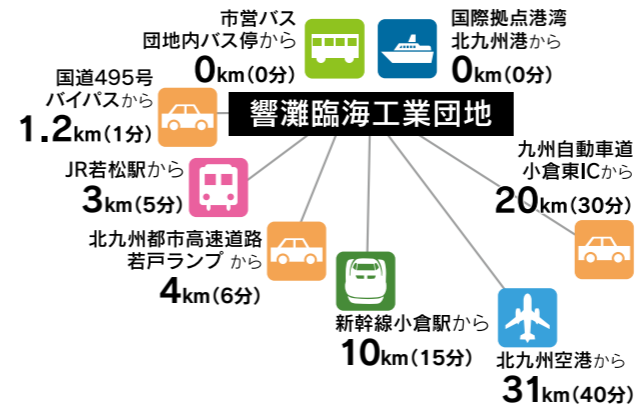 市営バス
団地内バス停から
0km(0分)
国際拠点港湾
北九州港から
0km(0分)
国道495号
バイパスから
1.2km(1分)
響灘臨海工業団地
JR若松駅から
3km(5分)
九州自動車道
小倉東ICから
20km(30分)
北九州都市高速道路
若戸ランプ から
4km(6分)
新幹線小倉駅から
10km(15分)
北九州空港から
31km(40分)